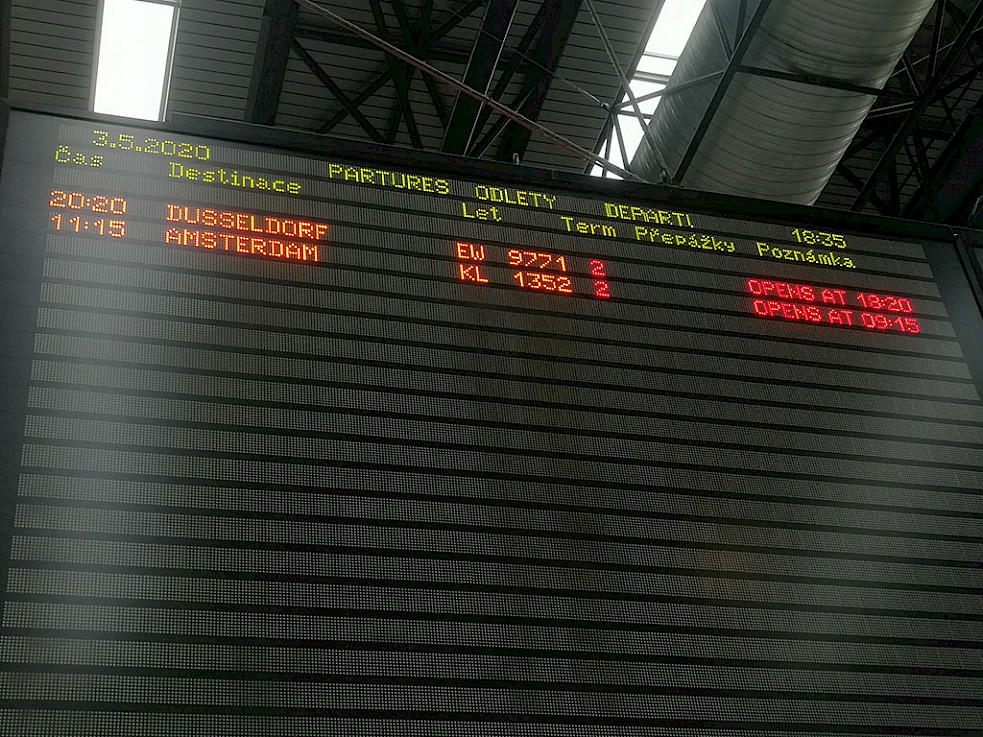 3.5.2020 PARTURES ODLETY DEPARTU 18:35
Čas Destinace Let Term Přepážky Poznámka
20:20 DUSSELDORF EW 9771 2 OPENS AT 18:20
11:15 AMSTERDAM KL 1352 2 OPENS AT 09:15